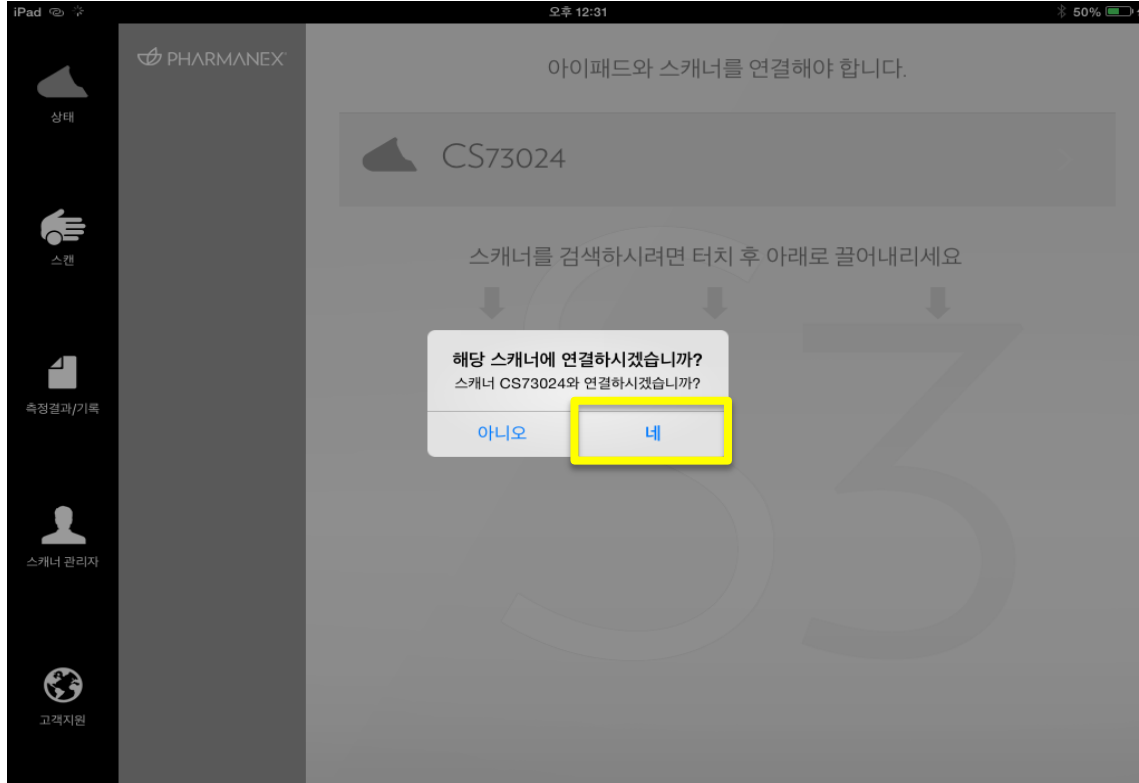 iPad 오후 12:31 50%
PHARMANEX
상태
스캔
측정결과/기록
스캐너 관리자
고객지원
아이패드와 스캐너를 연결해야 합니다.
CS73024
스캐너를 검색하시려면 터치 후 아래로 끌어내리세요
해당 스캐너에 연결하시겠습니까?
스캐너 CS73024와 연결하시겠습니까?
아니오 네
S3